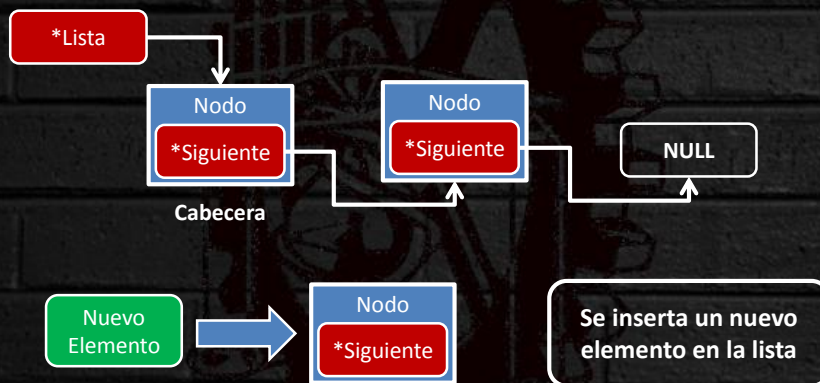 *Lista
Nodo
*Siguiente
Nodo
*Siguiente
NULL
Cabecera
Nuevo
Elemento
Nodo
*Siguiente
Se inserta un nuevo
elemento en la lista